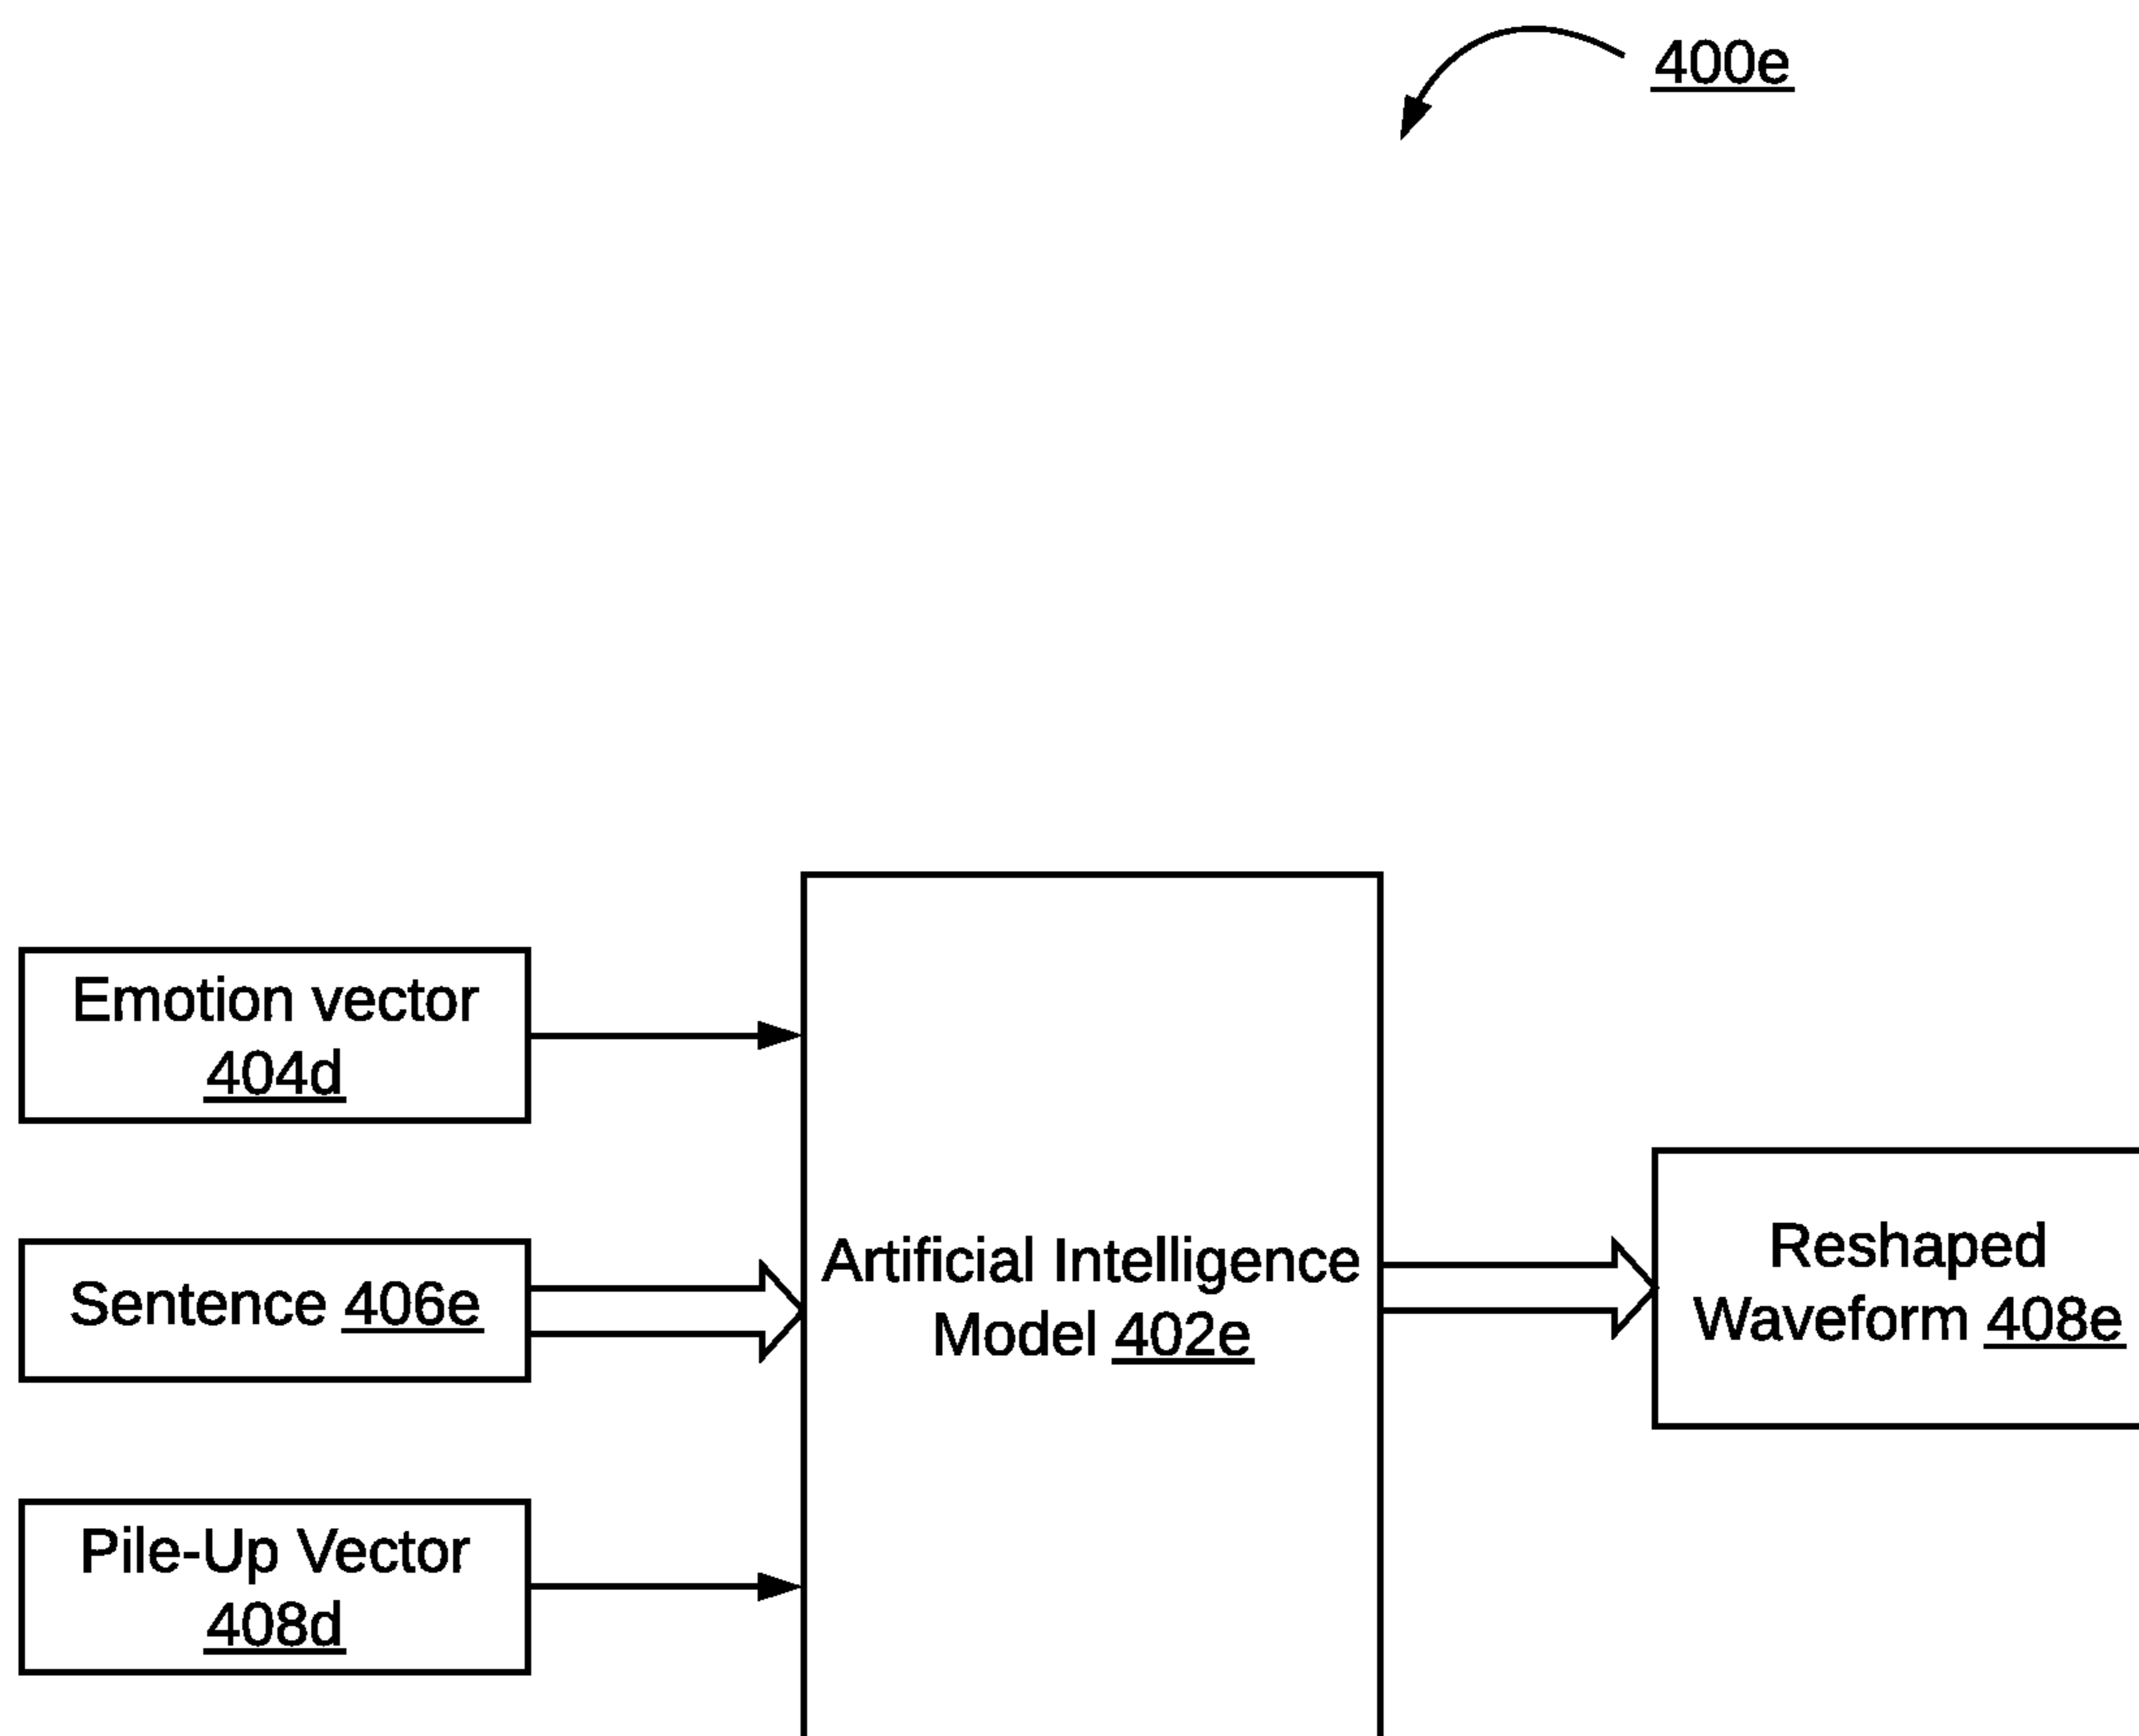 400e
Emotion vector
404d
Sentence 406e
Pile-Up Vector
408d
Artificial Intelligence
Model 402e
Reshaped
Waveform 408e